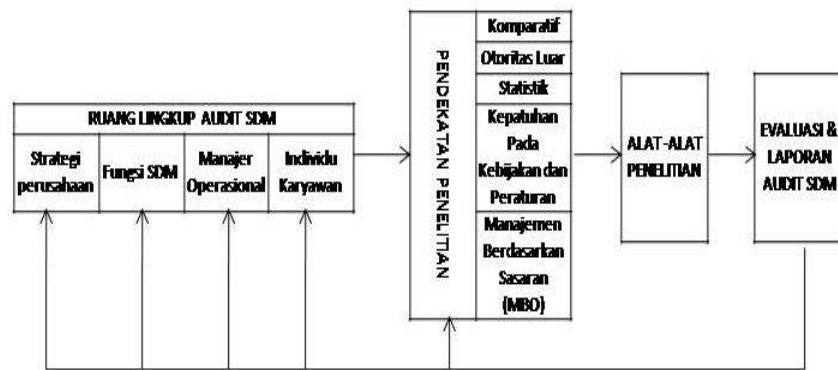 RUANG LINGKUP AUDIT SDM
Strategi
perusahaan
Fungsi SDM
Manajer
Operasional
Individu
Karyawan
PENDEKATAN PENELITIAN
Komparatif
Otoritas Luar
Statistik
Kepatuhan
Pada
Kebijakan dan
Peraturan
Manajemen
Berdasarkan
Sasaran
(MBO)
ALAT-ALAT
PENELITIAN
EVALUASI &
LAPORAN
AUDIT SDM